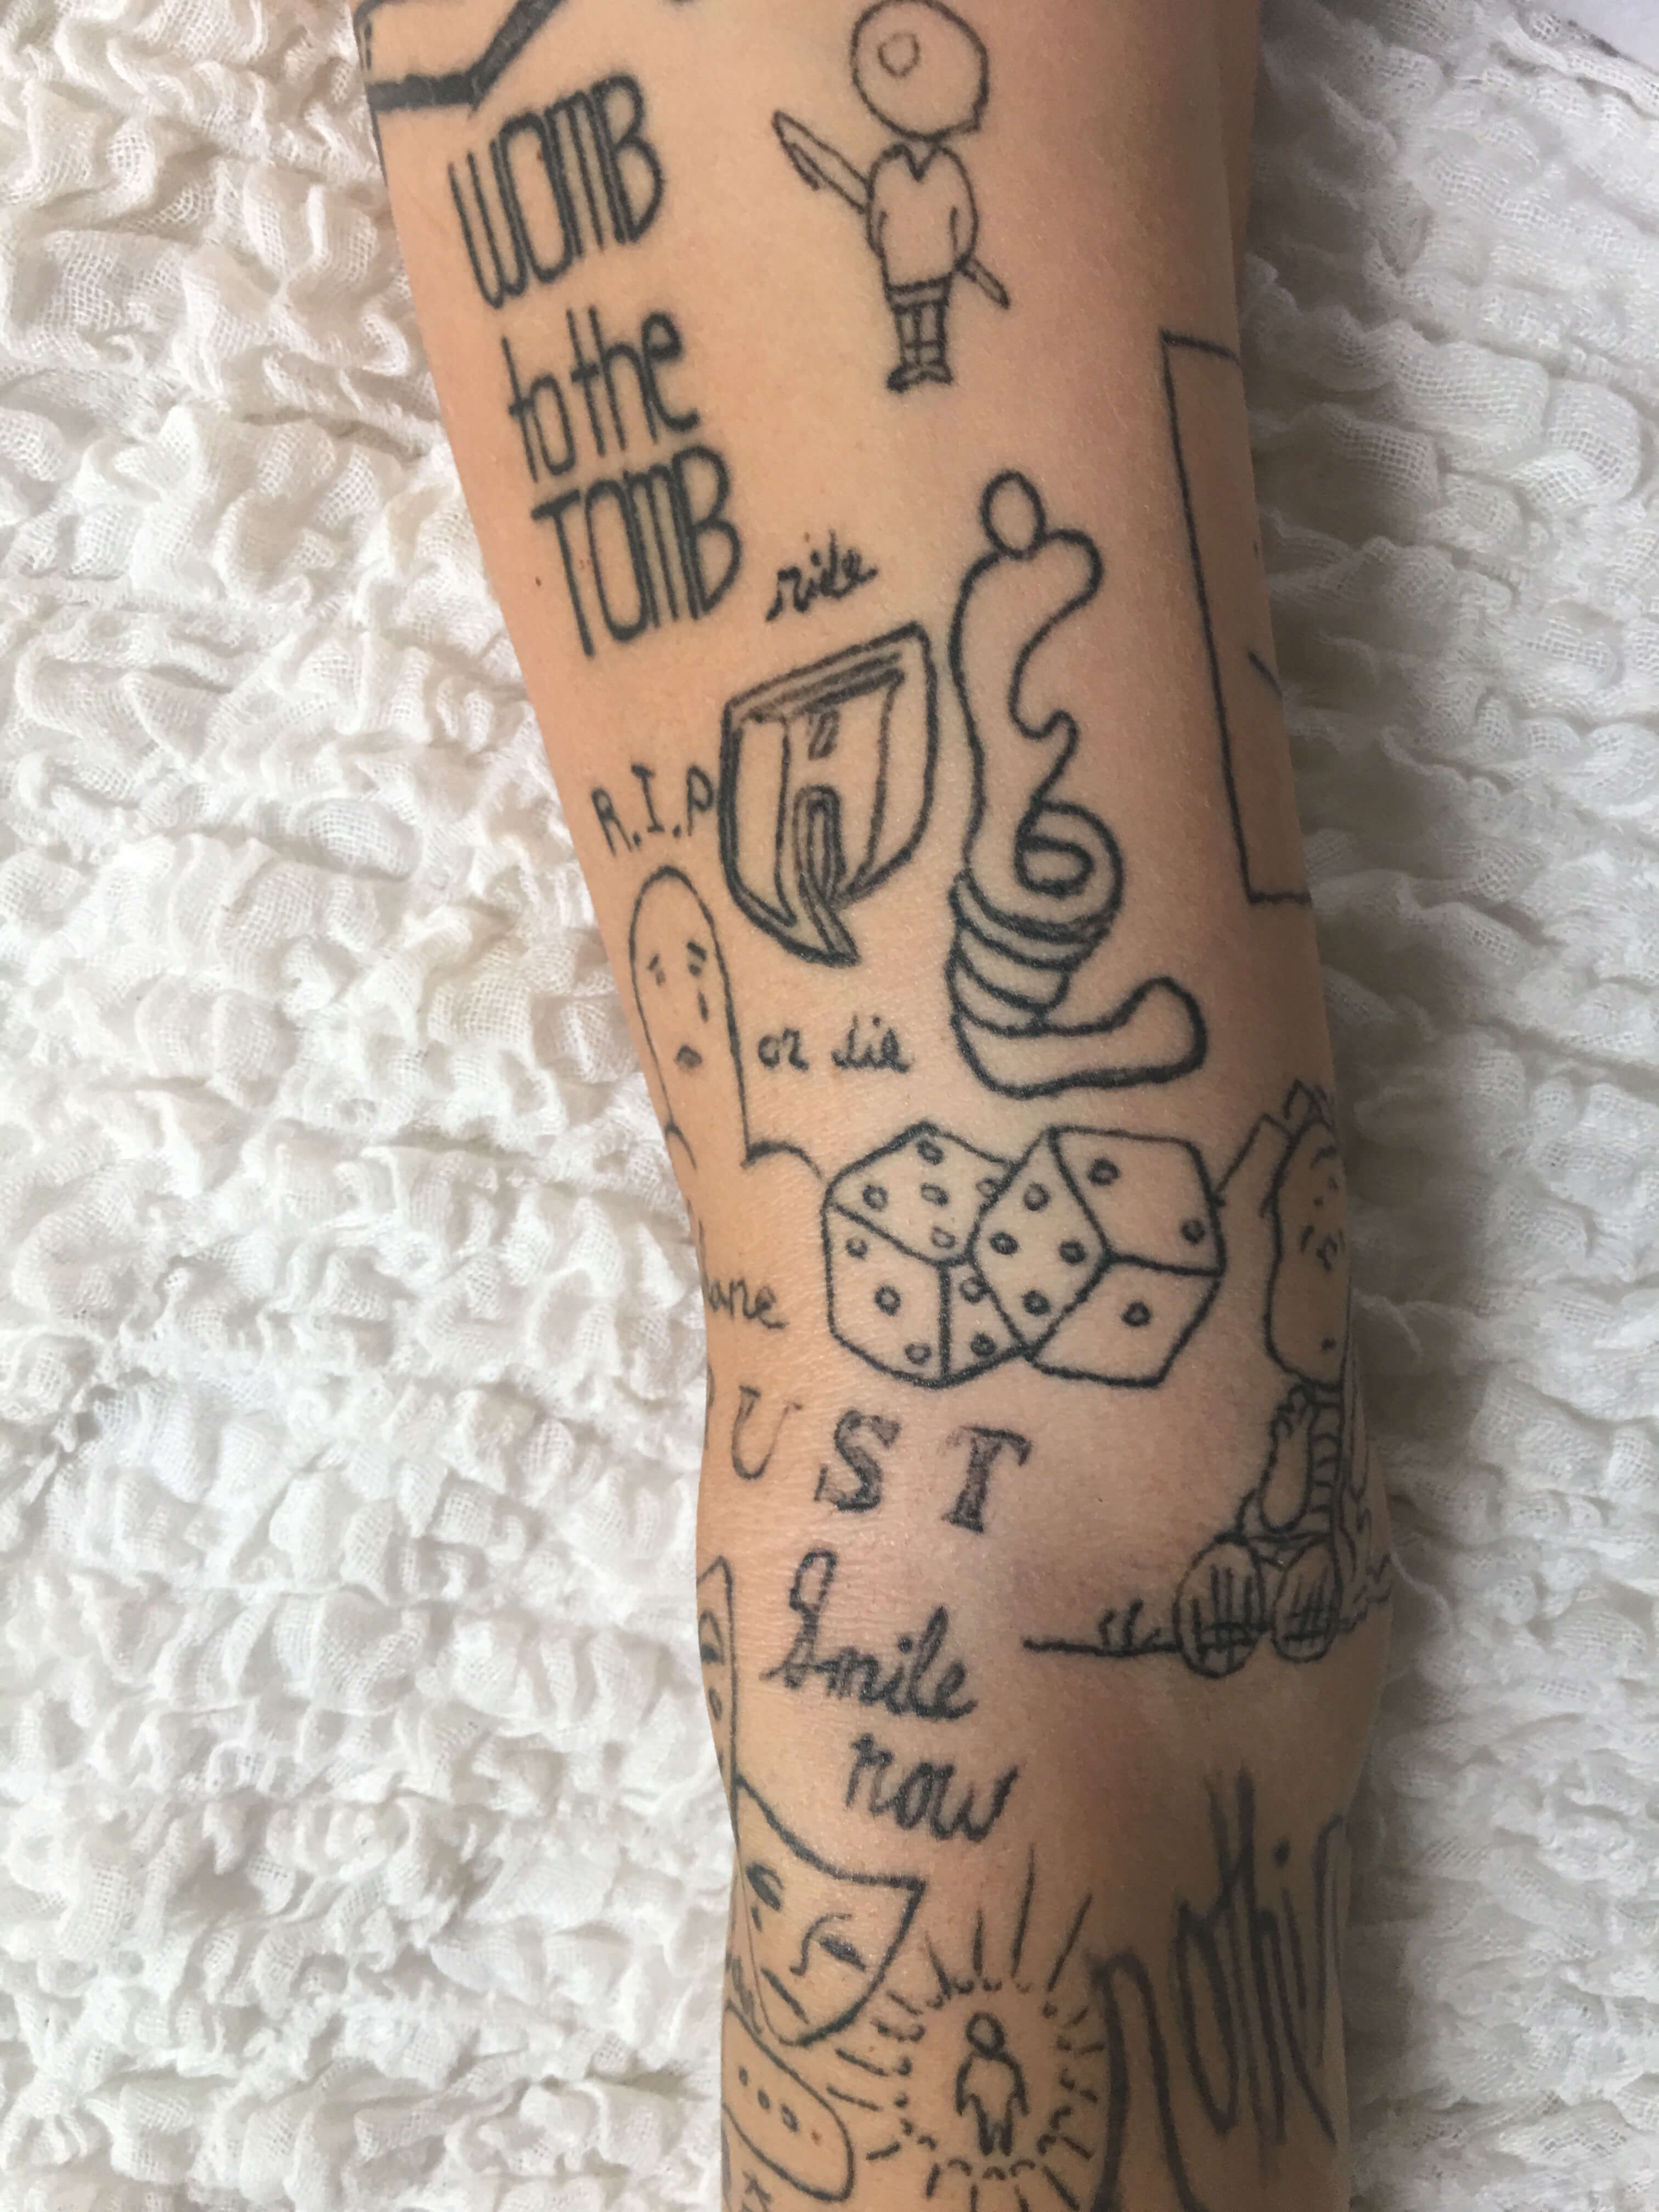 WOMB
to the
TOMB
ride
R.I.P
or die
UST
Smile
now